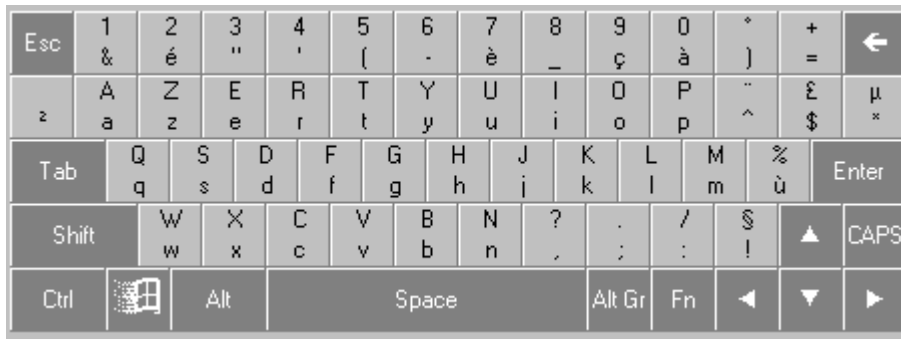 Esc 1 2 3 4 5 6 7 8 9 0 ° +
& é " ' ( - è _ ç à ) =
A Z E R T Y U I O P ¨ £ µ
² a z e r t y u i o p ^ $ *
Tab Q S D F G H J K L M % Enter
q s d f g h j k l m ù
Shift W X C V B N ? . / § CAPS
w x c v b n , ; : !
Ctrl Alt Space Alt Gr Fn